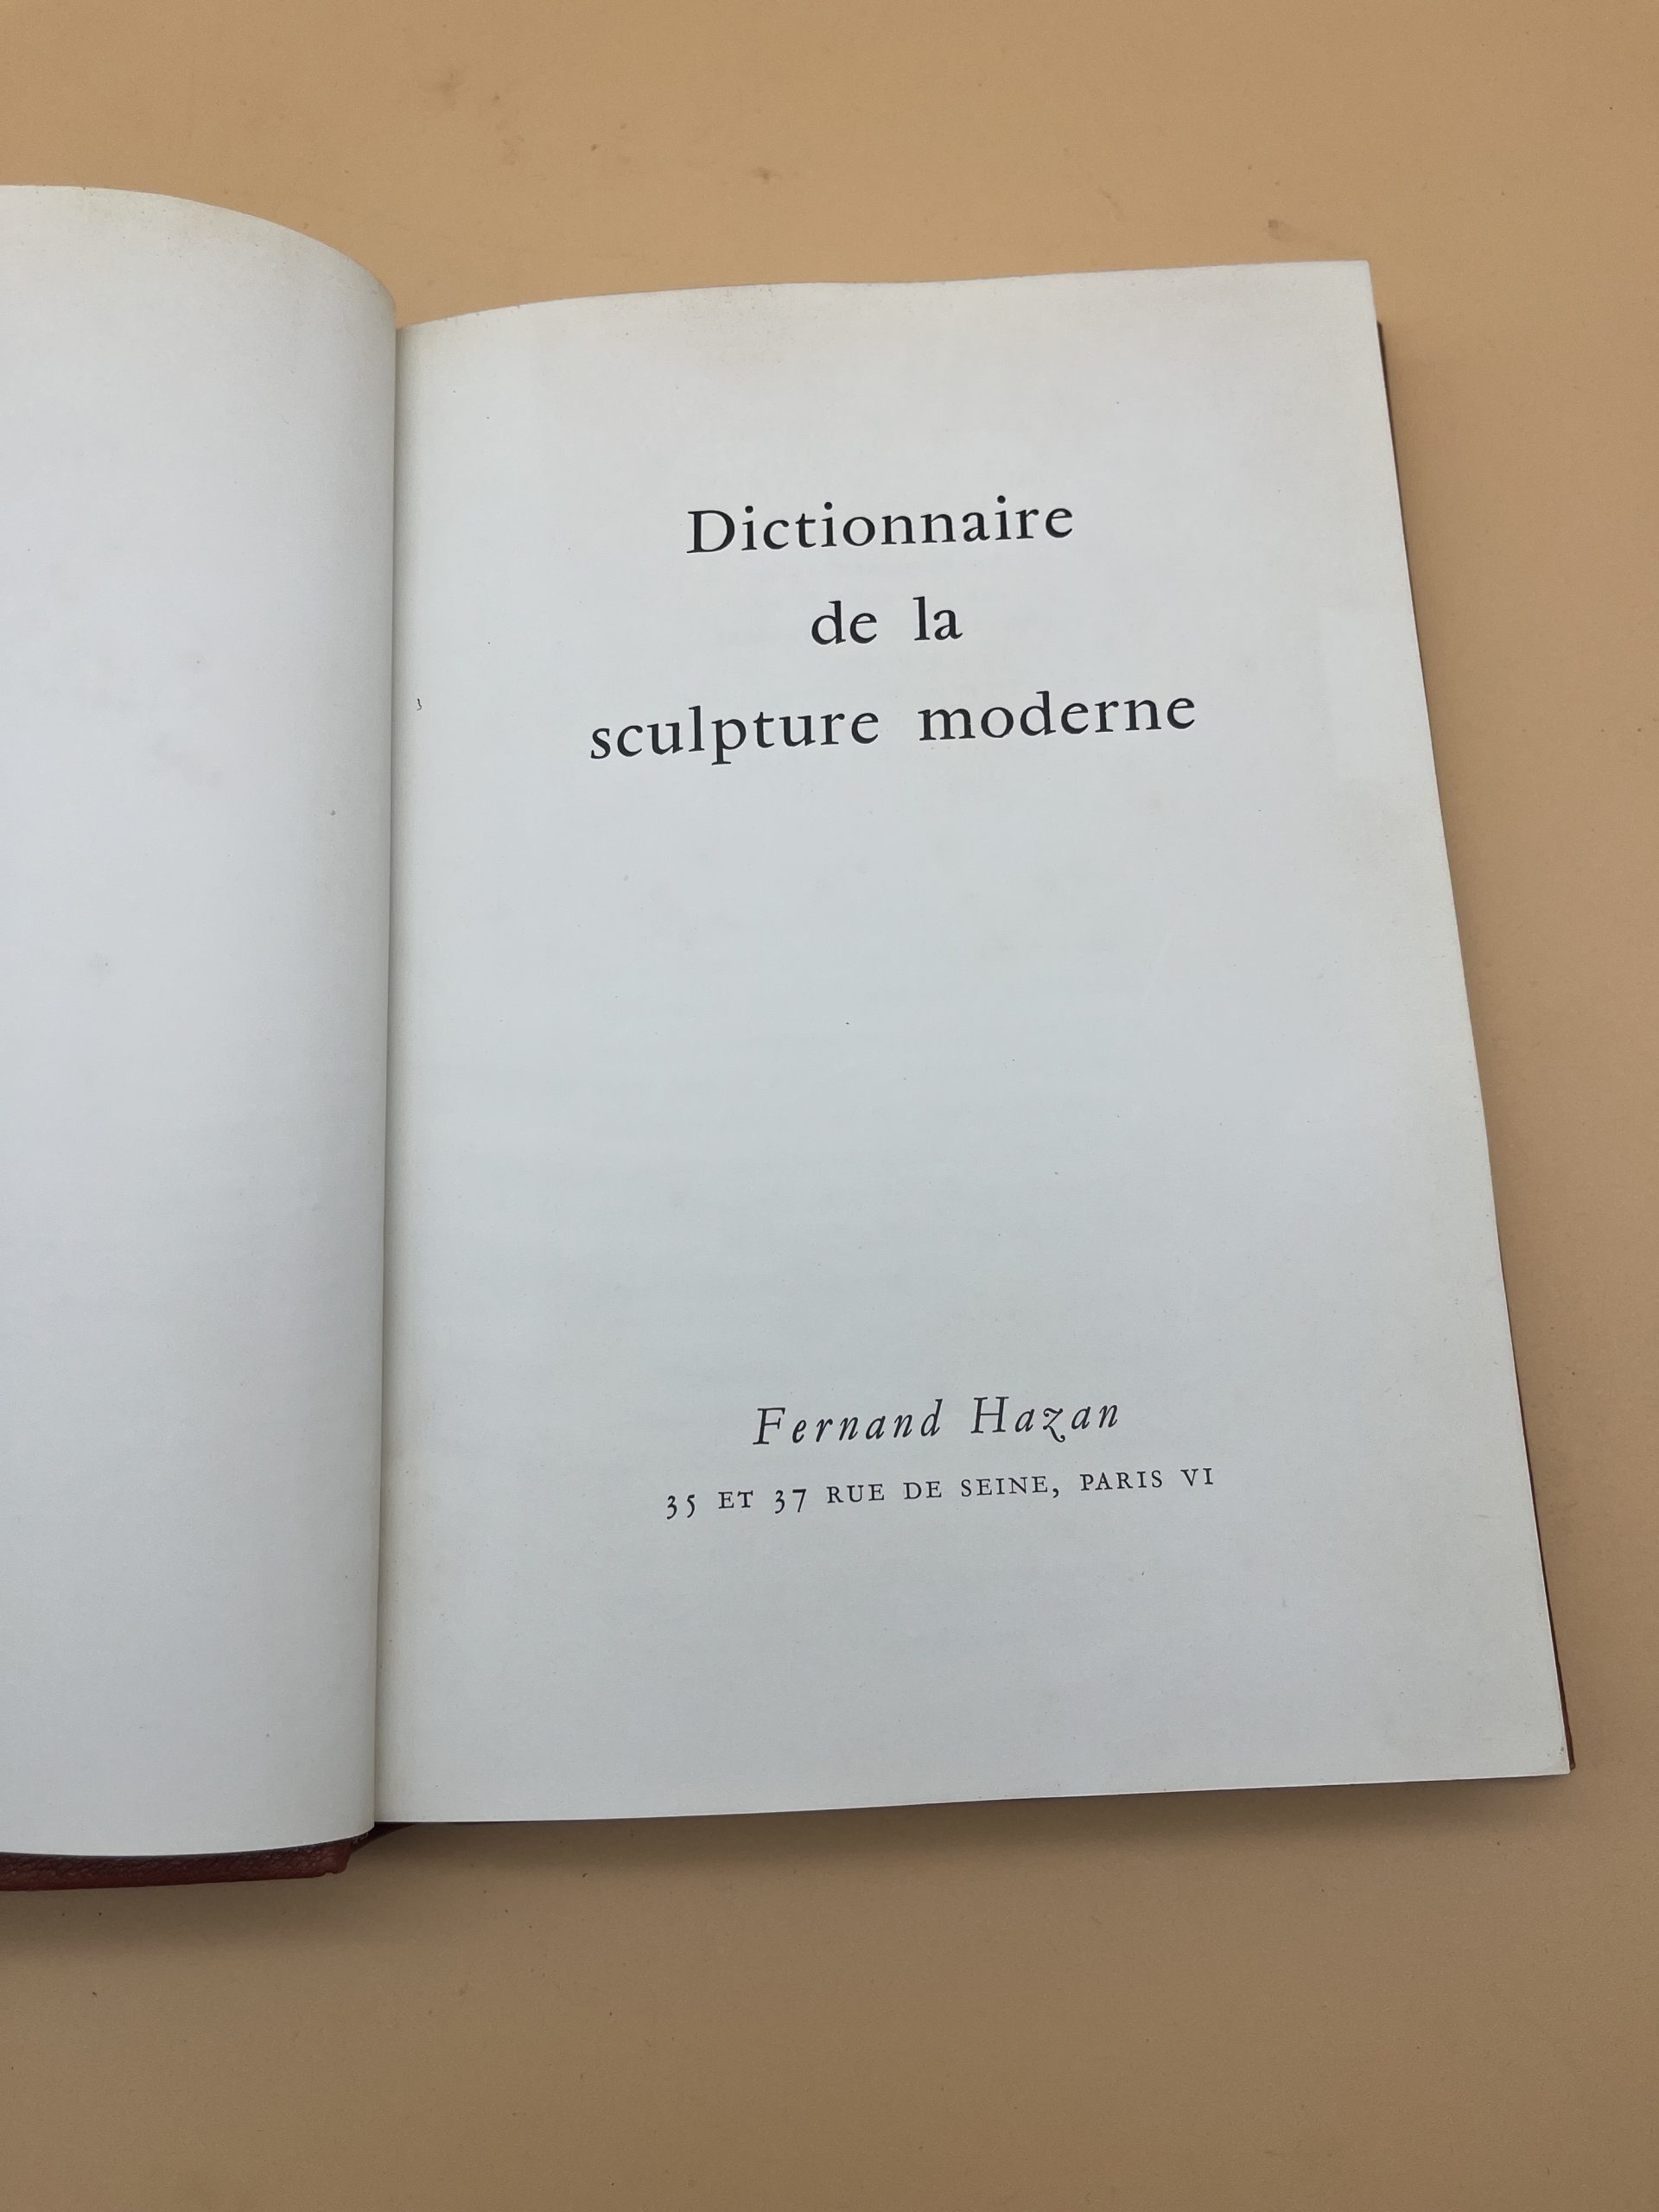 Dictionnaire
de la
sculpture moderne
Fernand Hazan
35 ET 37 RUE DE SEINE, PARIS VI